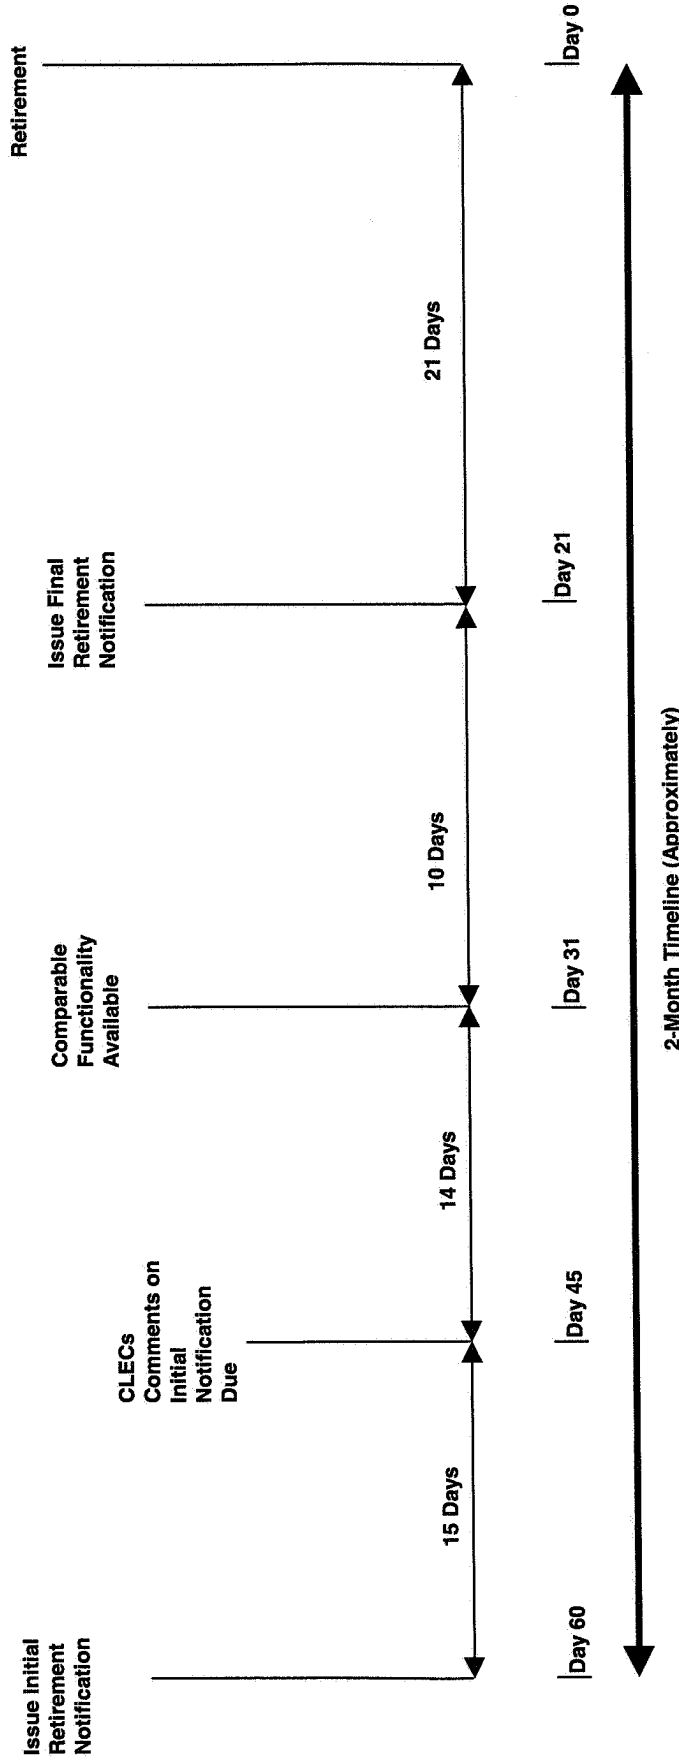 Issue Initial
Retirement
Notification
CLECs
Comments on
Initial
Notification
Due
Comparable
Functionality
Available
Issue Final
Retirement
Notification
Retirement
15 Days
14 Days
10 Days
21 Days
|Day 60
|Day 45
|Day 31
|Day 21
|Day 0
2-Month Timeline (Approximately)